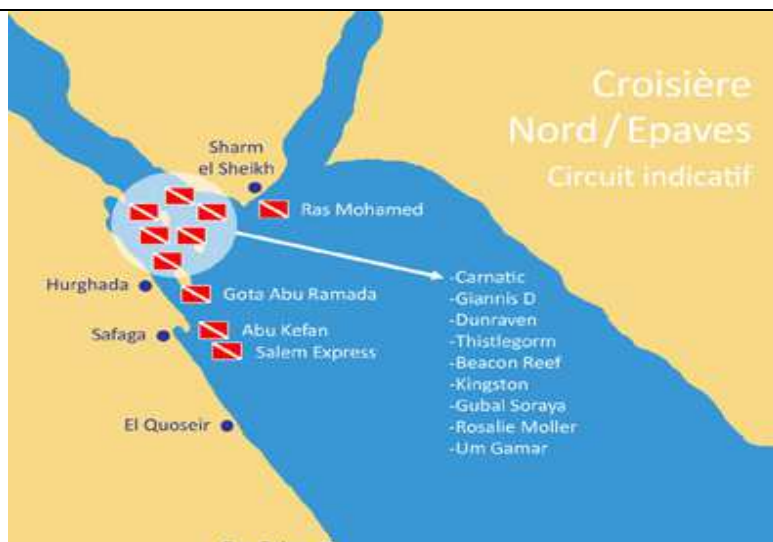 Croisière
Nord / Epaves
Circuit indicatif
Sharm
el Sheikh
Ras Mohamed
Hurghada
Gota Abu Ramada
Safaga
Abu Kefan
Salem Express
El Quoseir
-Carnatic
-Giannis D
-Dunraven
-Thistlegorm
-Beacon Reef
-Kingston
-Gubal Soraya
-Rosalie Moller
-Um Gamar